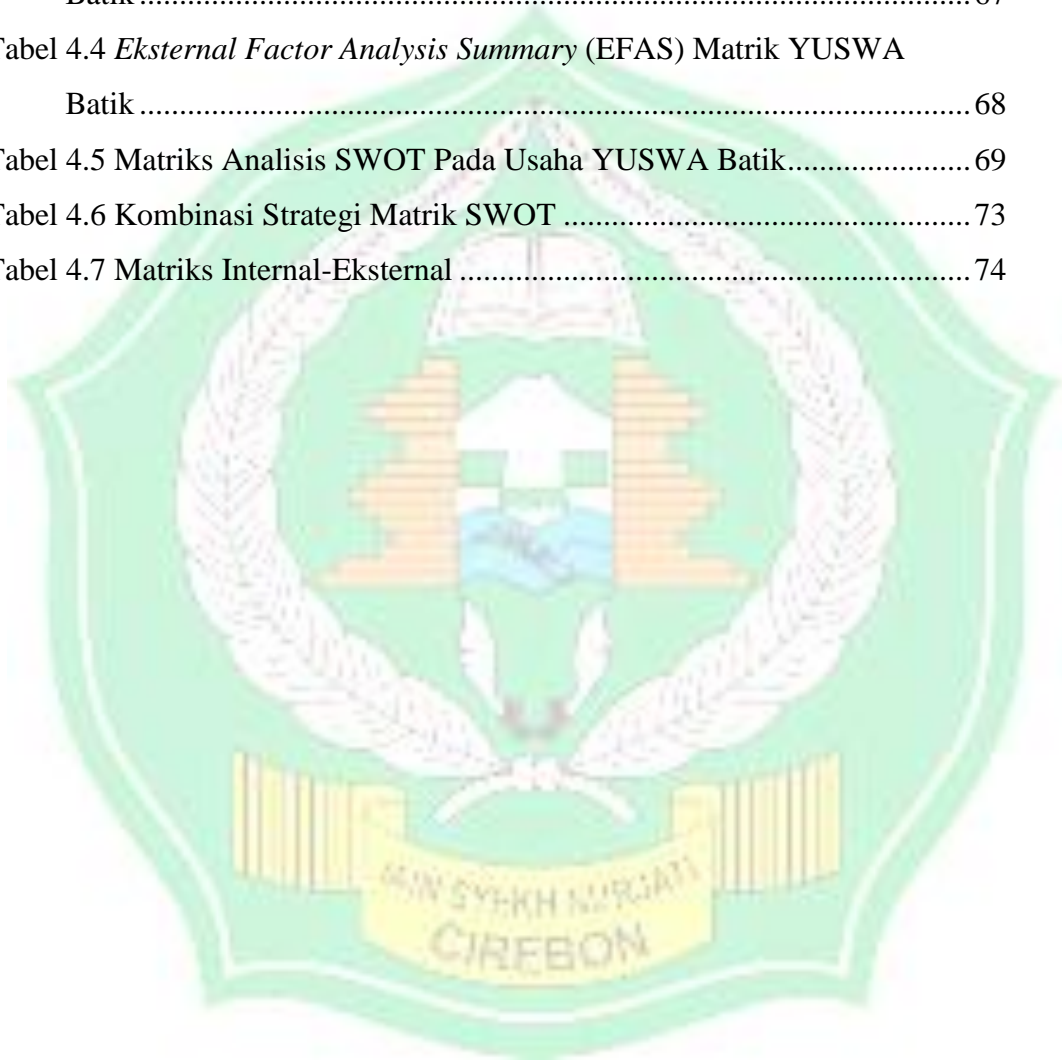 Batik ........................................................................................................ 67
Tabel 4.4 Eksternal Factor Analysis Summary (EFAS) Matrik YUSWA
Batik ........................................................................................................ 68
Tabel 4.5 Matriks Analisis SWOT Pada Usaha YUSWA Batik ....................... 69
Tabel 4.6 Kombinasi Strategi Matrik SWOT ................................................... 73
Tabel 4.7 Matriks Internal-Eksternal ................................................................ 74
IAIN SYEKH NURJATI
CIREBON